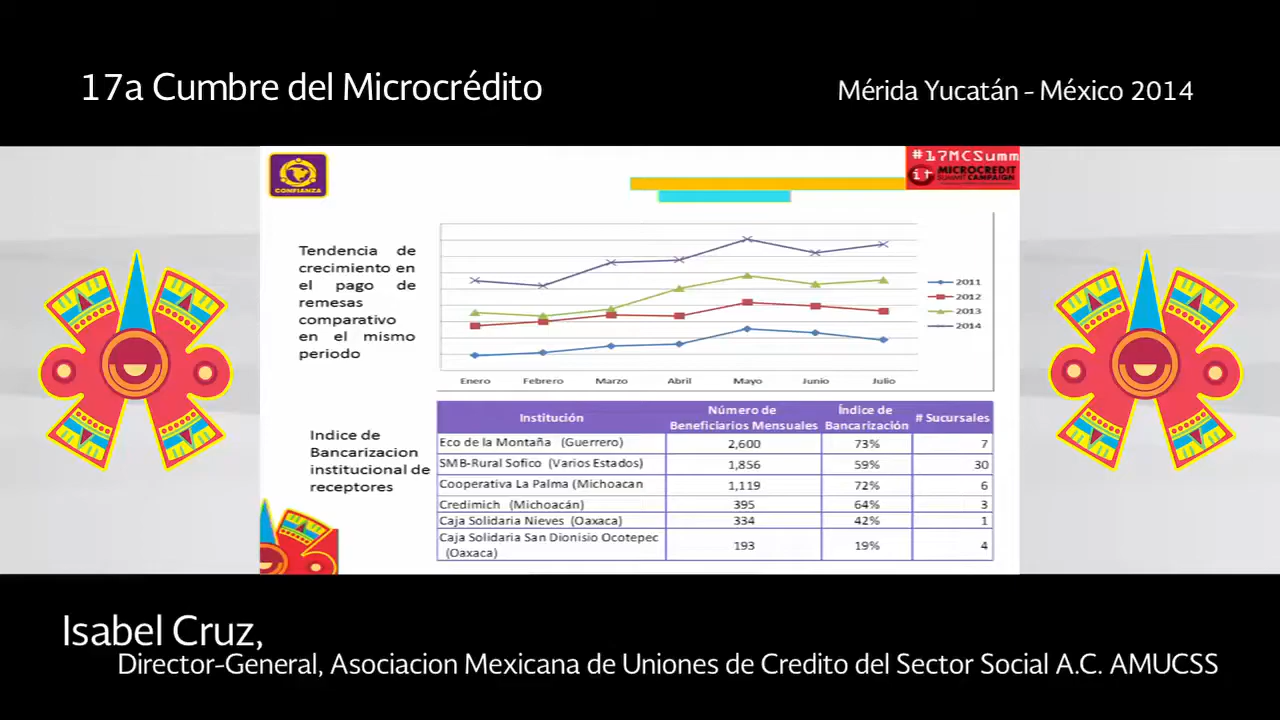 17a Cumbre del Microcrédito
Mérida Yucatán - México 2014
CONFIANZA
#17MCSumm
it MICROCREDIT
SUMMIT CAMPAIGN
Tendencia de
crecimiento en
el pago de
remesas
comparativo
en el mismo
periodo
2011
2012
2013
2014
Enero Febrero Marzo Abril Mayo Junio Julio
Indice de
Bancarizacion
institucional de
receptores
Institución Número de Beneficiarios Mensuales Índice de Bancarización # Sucursales
Eco de la Montaña (Guerrero) 2,600 73% 7
SMB-Rural Sofico (Varios Estados) 1,856 59% 30
Cooperativa La Palma (Michoacan 1,119 72% 6
Credimich (Michoacán) 395 64% 3
Caja Solidaria Nieves (Oaxaca) 334 42% 1
Caja Solidaria San Dionisio Ocotepec
(Oaxaca) 193 19% 4
Isabel Cruz,
Director-General, Asociacion Mexicana de Uniones de Credito del Sector Social A.C. AMUCSS